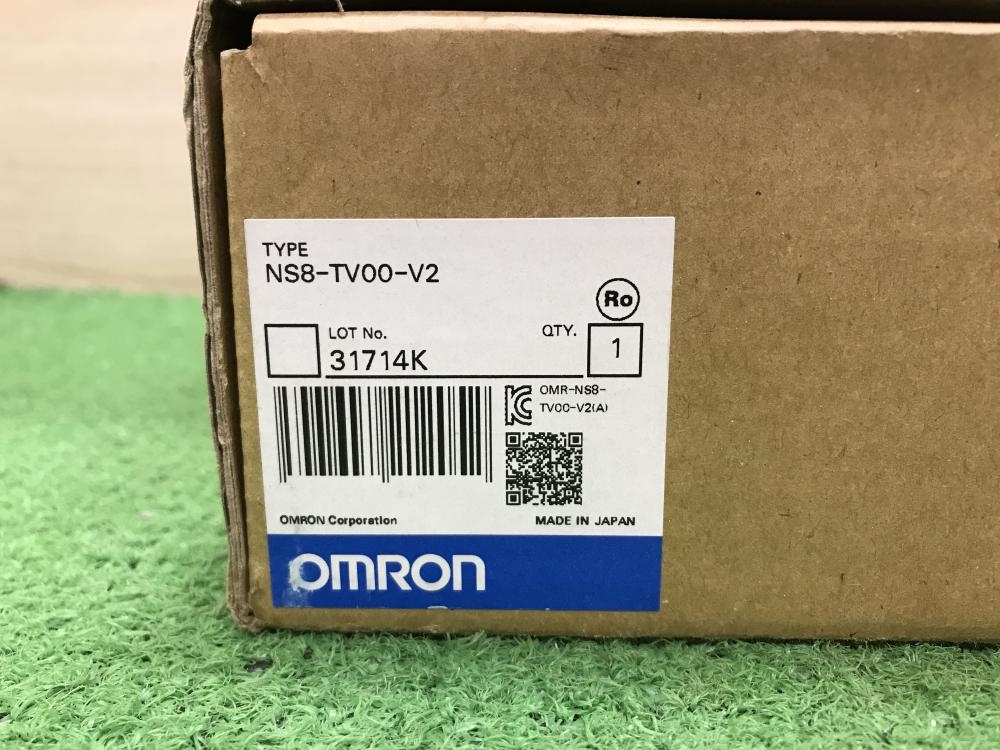 TYPE
NS8-TV00-V2
Ro
LOT No.
31714K
QTY.
1
OMR-NS8-
TV00-V2(A)
OMRON Corporation
MADE IN JAPAN
OMRON